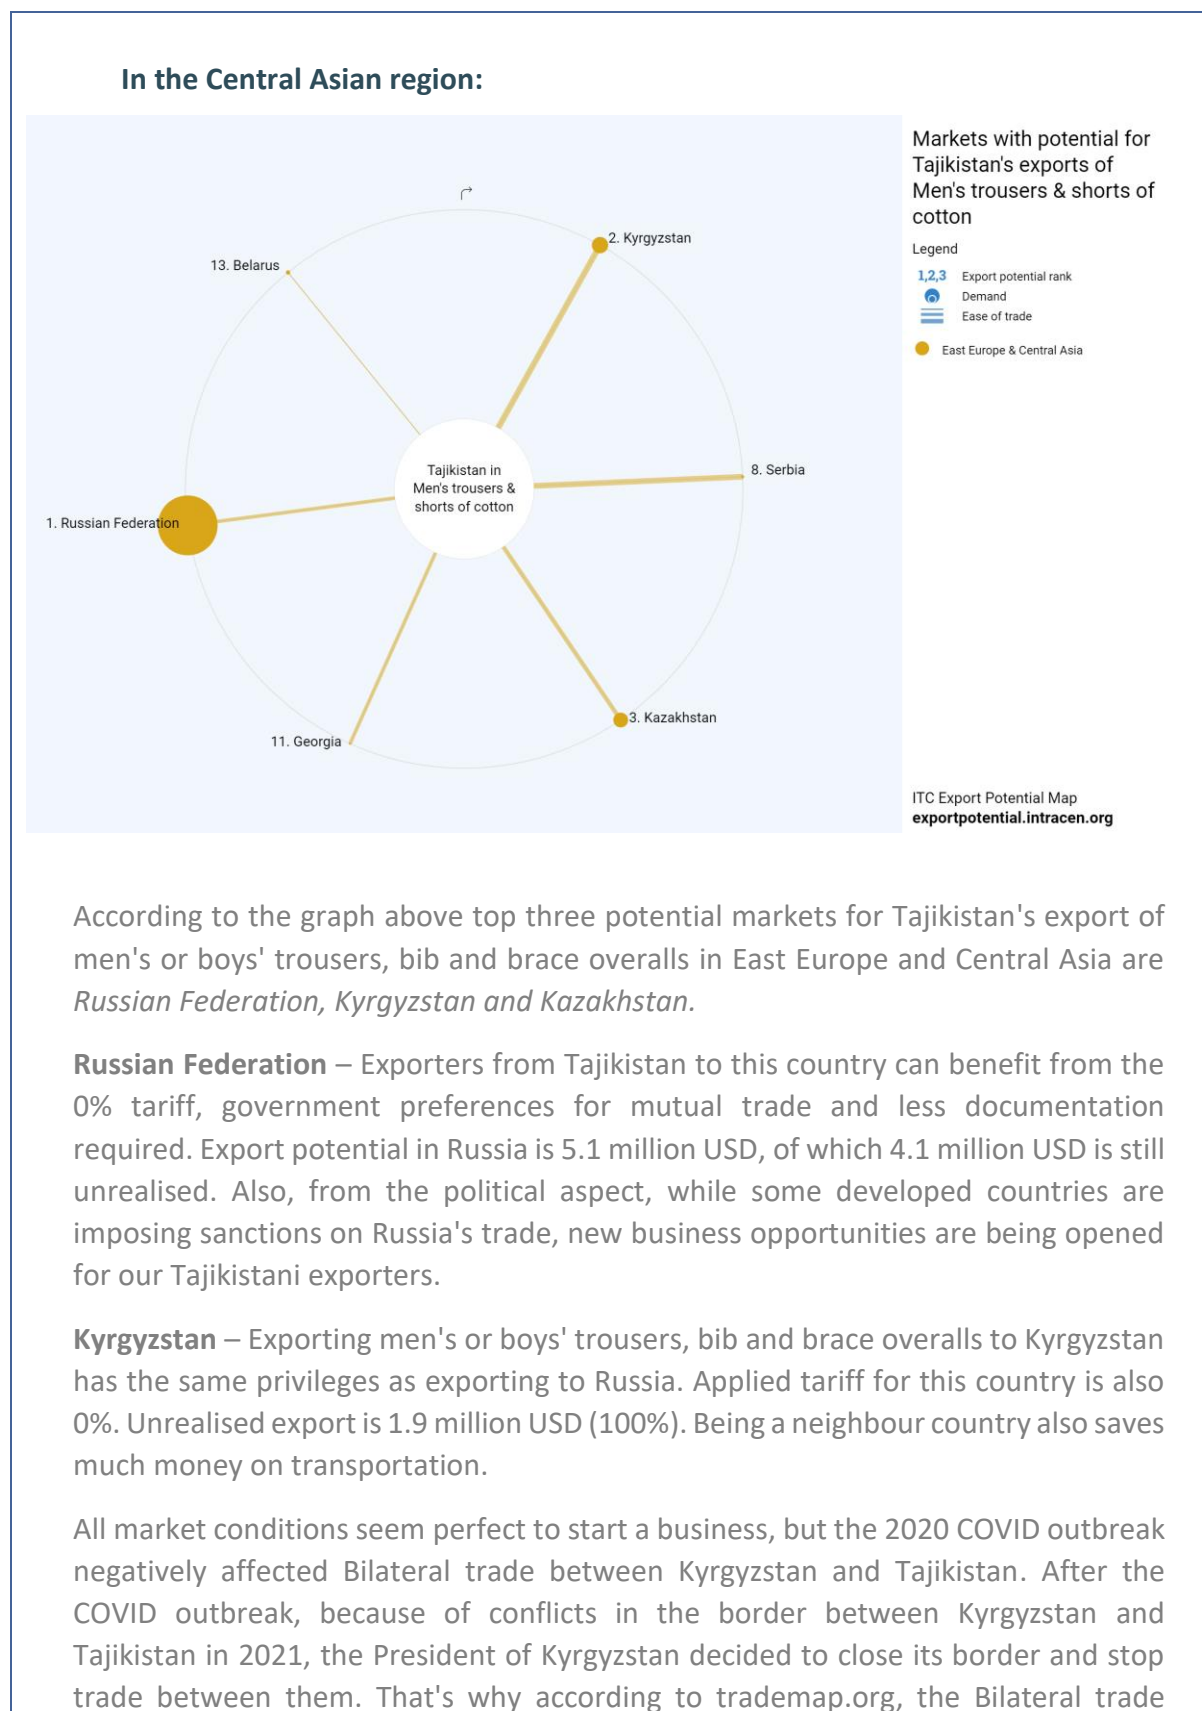 In the Central Asian region:
Markets with potential for
Tajikistan's exports of
Men's trousers & shorts of
cotton
Legend
1,2,3 Export potential rank
Demand
Ease of trade
East Europe & Central Asia
2. Kyrgyzstan
13. Belarus
8. Serbia
Tajikistan in
Men's trousers &
shorts of cotton
1. Russian Federation
3. Kazakhstan
11. Georgia
ITC Export Potential Map
exportpotential.intracen.org
According to the graph above top three potential markets for Tajikistan's export of
men's or boys' trousers, bib and brace overalls in East Europe and Central Asia are
Russian Federation, Kyrgyzstan and Kazakhstan.
Russian Federation – Exporters from Tajikistan to this country can benefit from the
0% tariff, government preferences for mutual trade and less documentation
required. Export potential in Russia is 5.1 million USD, of which 4.1 million USD is still
unrealised. Also, from the political aspect, while some developed countries are
imposing sanctions on Russia's trade, new business opportunities are being opened
for our Tajikistani exporters.
Kyrgyzstan – Exporting men's or boys' trousers, bib and brace overalls to Kyrgyzstan
has the same privileges as exporting to Russia. Applied tariff for this country is also
0%. Unrealised export is 1.9 million USD (100%). Being a neighbour country also saves
much money on transportation.
All market conditions seem perfect to start a business, but the 2020 COVID outbreak
negatively affected Bilateral trade between Kyrgyzstan and Tajikistan. After the
COVID outbreak, because of conflicts in the border between Kyrgyzstan and
Tajikistan in 2021, the President of Kyrgyzstan decided to close its border and stop
trade between them. That's why according to trademap.org, the Bilateral trade